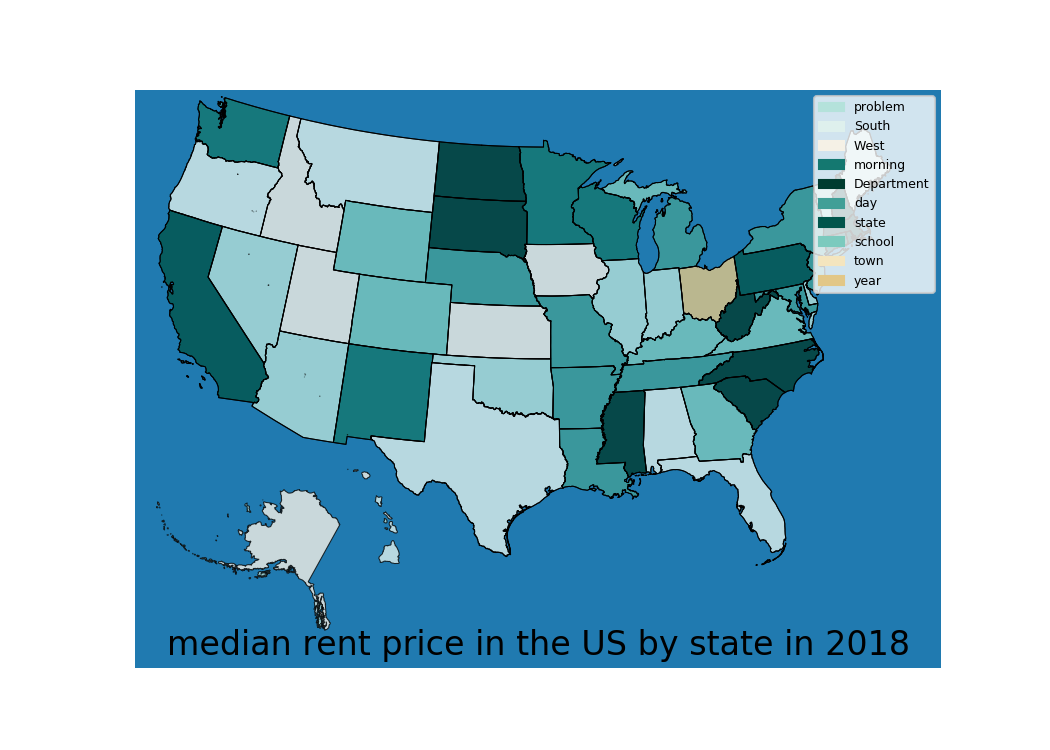 problem
South
West
morning
Department
day
state
school
town
year
median rent price in the US by state in 2018